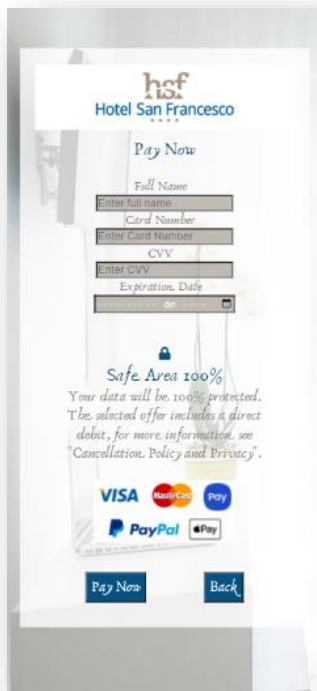 hsf
Hotel San Francesco
Pay Now
Full Name
Enter full name
Card Number
Enter Card Number
CVV
Enter CVV
Expiration Date
---------- de ----
Safe Area 100%
Your data will be 100% protected.
The selected offer includes a direct
debit, for more information see
"Cancellation Policy and Privacy".
VISA MasterCard Pay
PayPal Pay
Pay Now Back